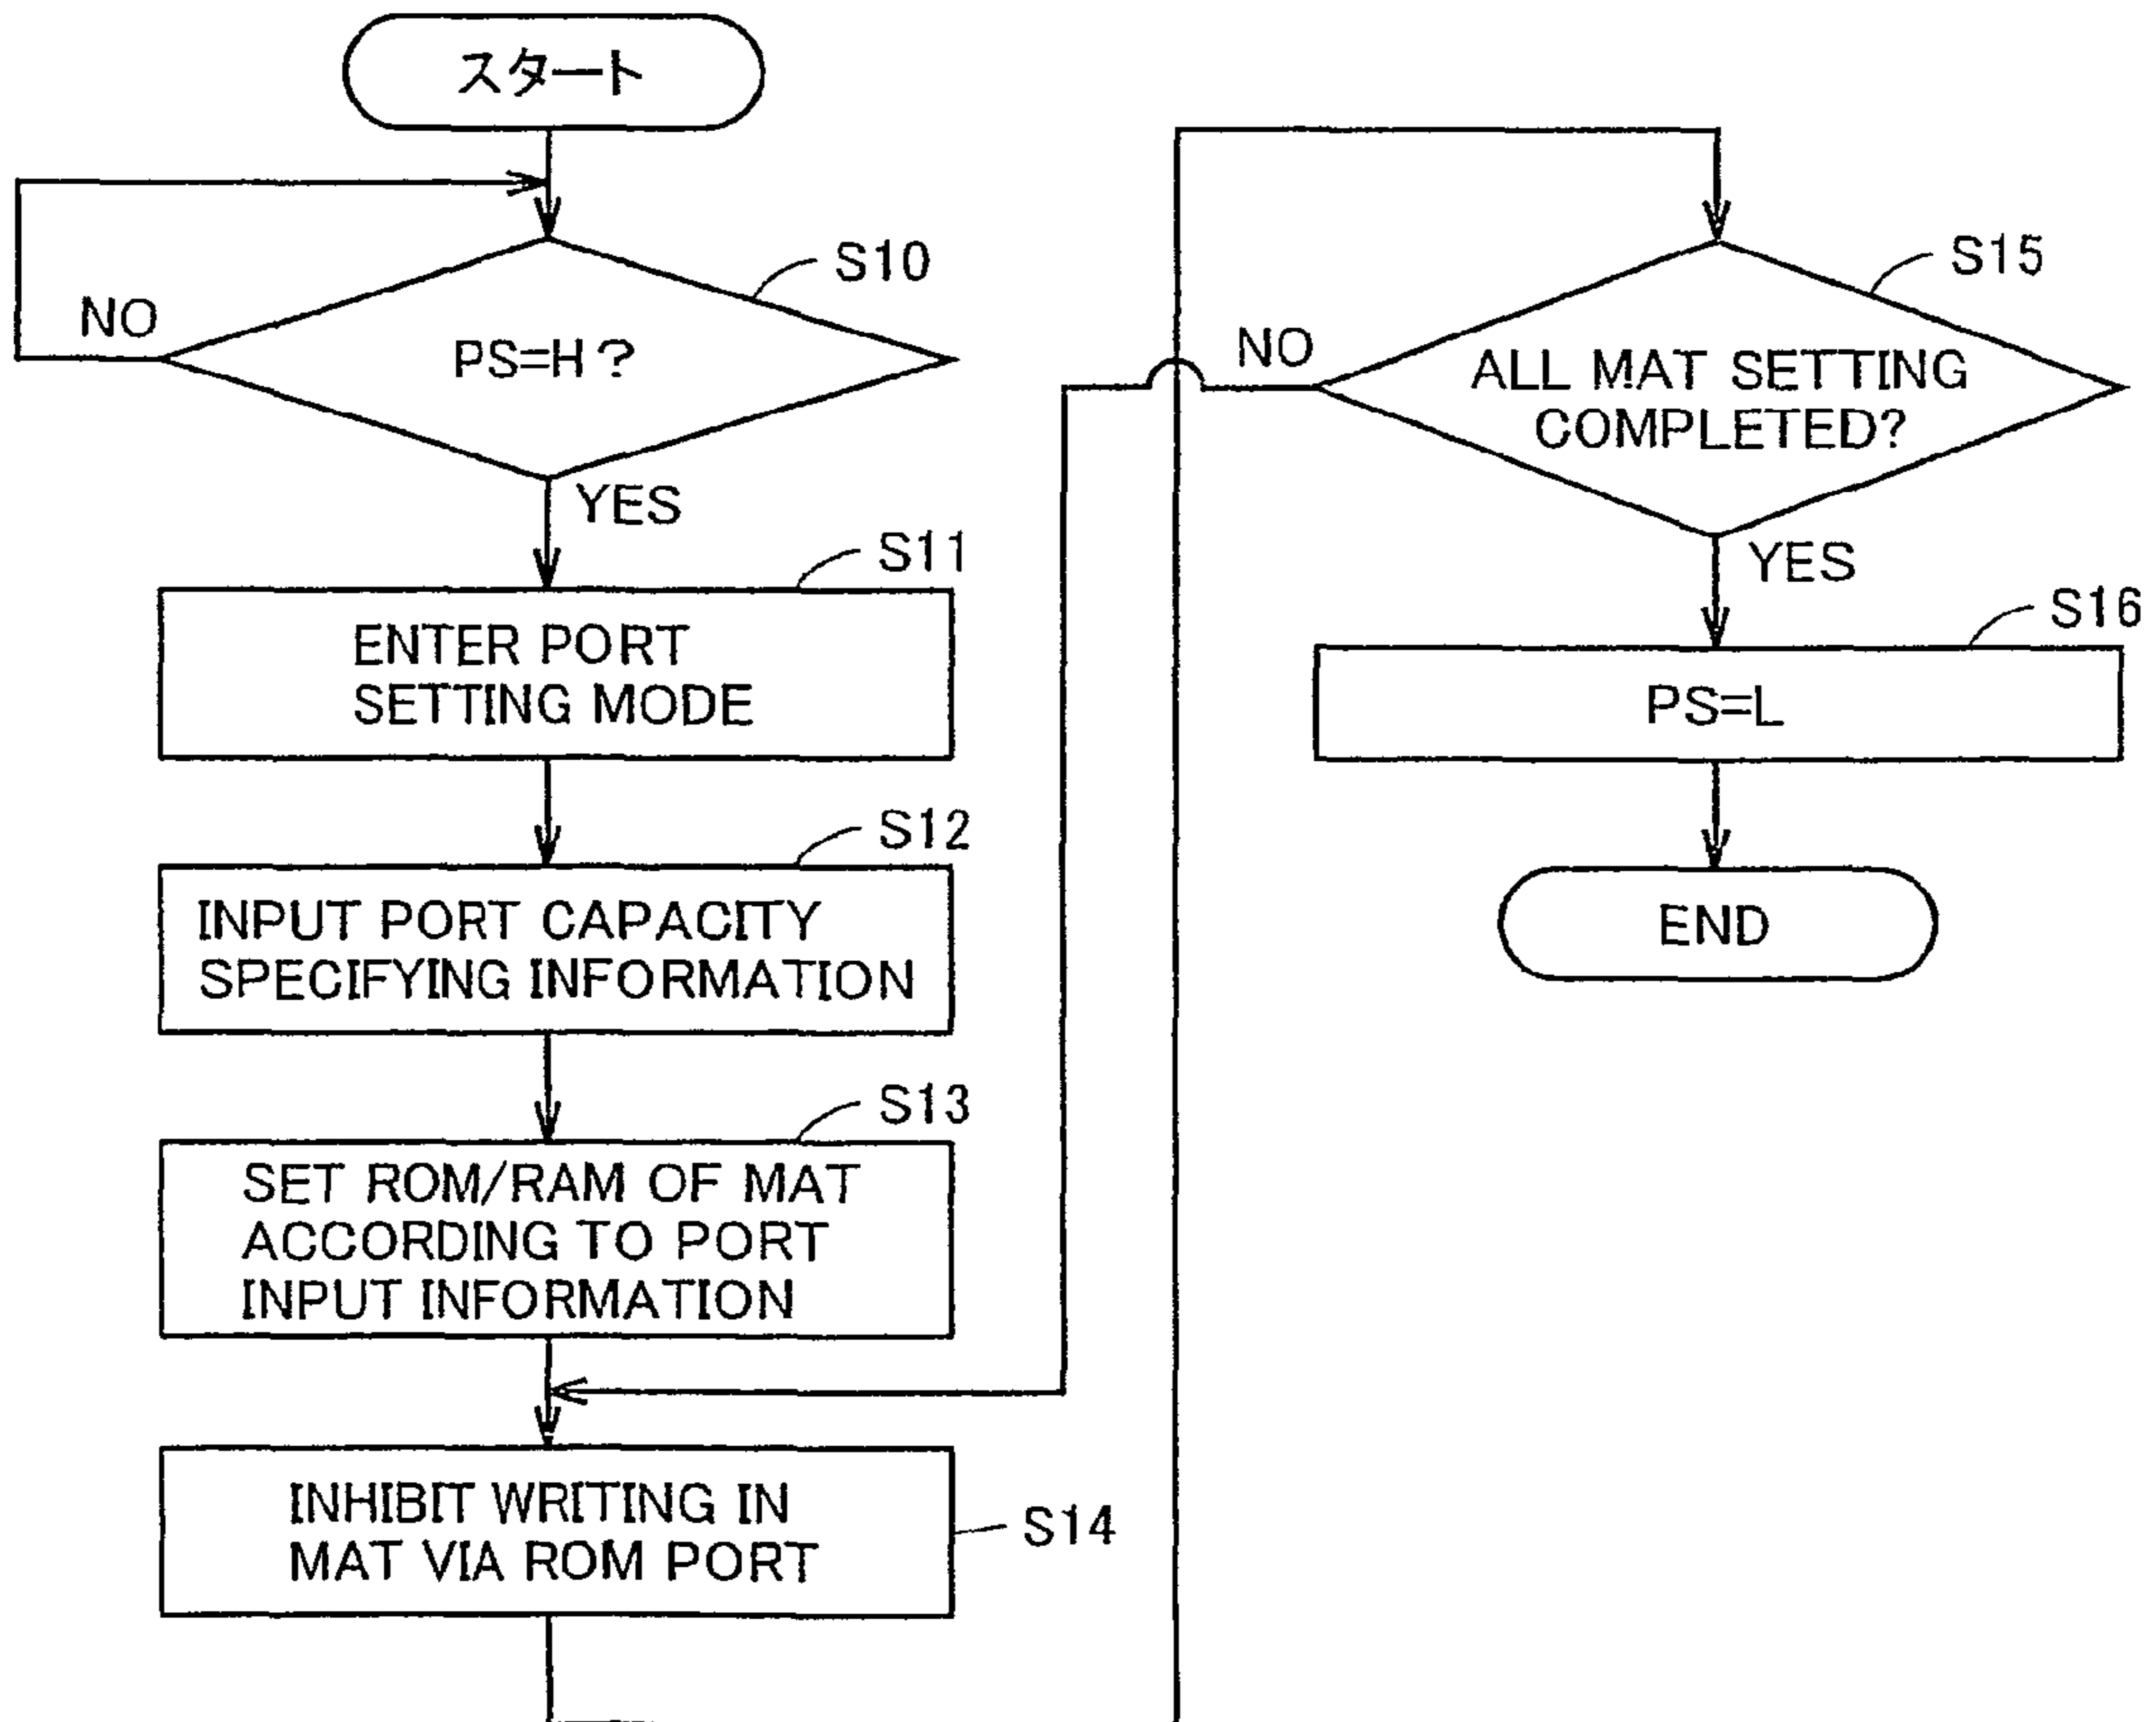 スタート
S10
NO
PS=H?
YES
S11
ENTER PORT
SETTING MODE
S12
INPUT PORT CAPACITY
SPECIFYING INFORMATION
S13
SET ROM/RAM OF MAT
ACCORDING TO PORT
INPUT INFORMATION
INHIBIT WRITING IN
MAT VIA ROM PORT
S14
S15
NO
ALL MAT SETTING
COMPLETED?
YES
S16
PS=L
END